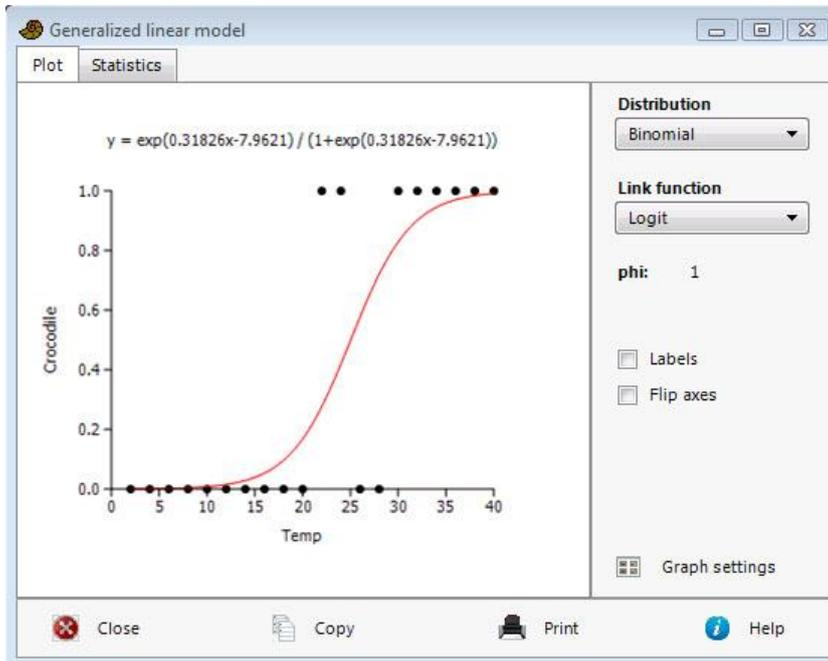 Generalized linear model
Plot Statistics
y = exp(0.31826x-7.9621) / (1+exp(0.31826x-7.9621))
1.0
0.8
0.6
0.4
0.2
0.0
Crocodile
0 5 10 15 20 25 30 35 40
Temp
Distribution
Binomial
Link function
Logit
phi: 1
Labels
Flip axes
Graph settings
Close Copy Print Help